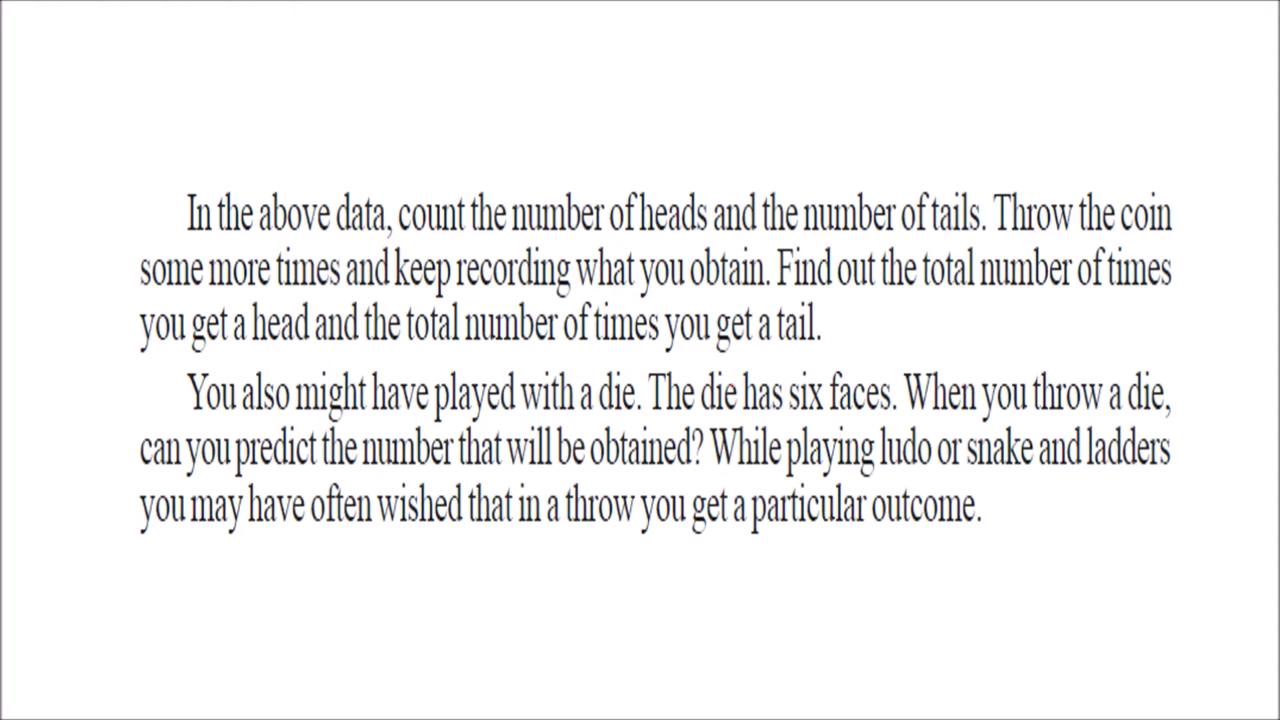 In the above data, count the number of heads and the number of tails. Throw the coin
some more times and keep recording what you obtain. Find out the total number of times
you get a head and the total number of times you get a tail.
You also might have played with a die. The die has six faces. When you throw a die,
can you predict the number that will be obtained? While playing ludo or snake and ladders
you may have often wished that in a throw you get a particular outcome.